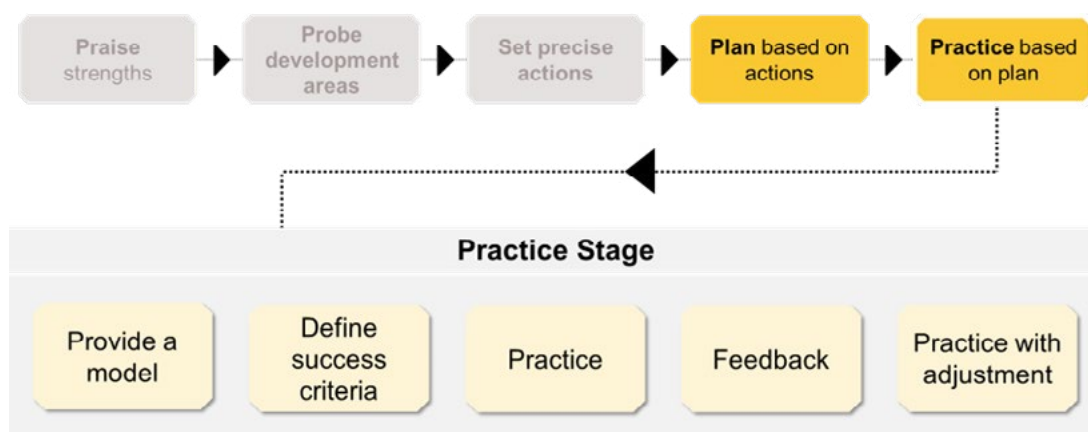 Praise
strengths
Probe
development
areas
Set precise
actions
Plan based on
actions
Practice based
on plan
Practice Stage
Provide a
model
Define
success
criteria
Practice
Feedback
Practice with
adjustment